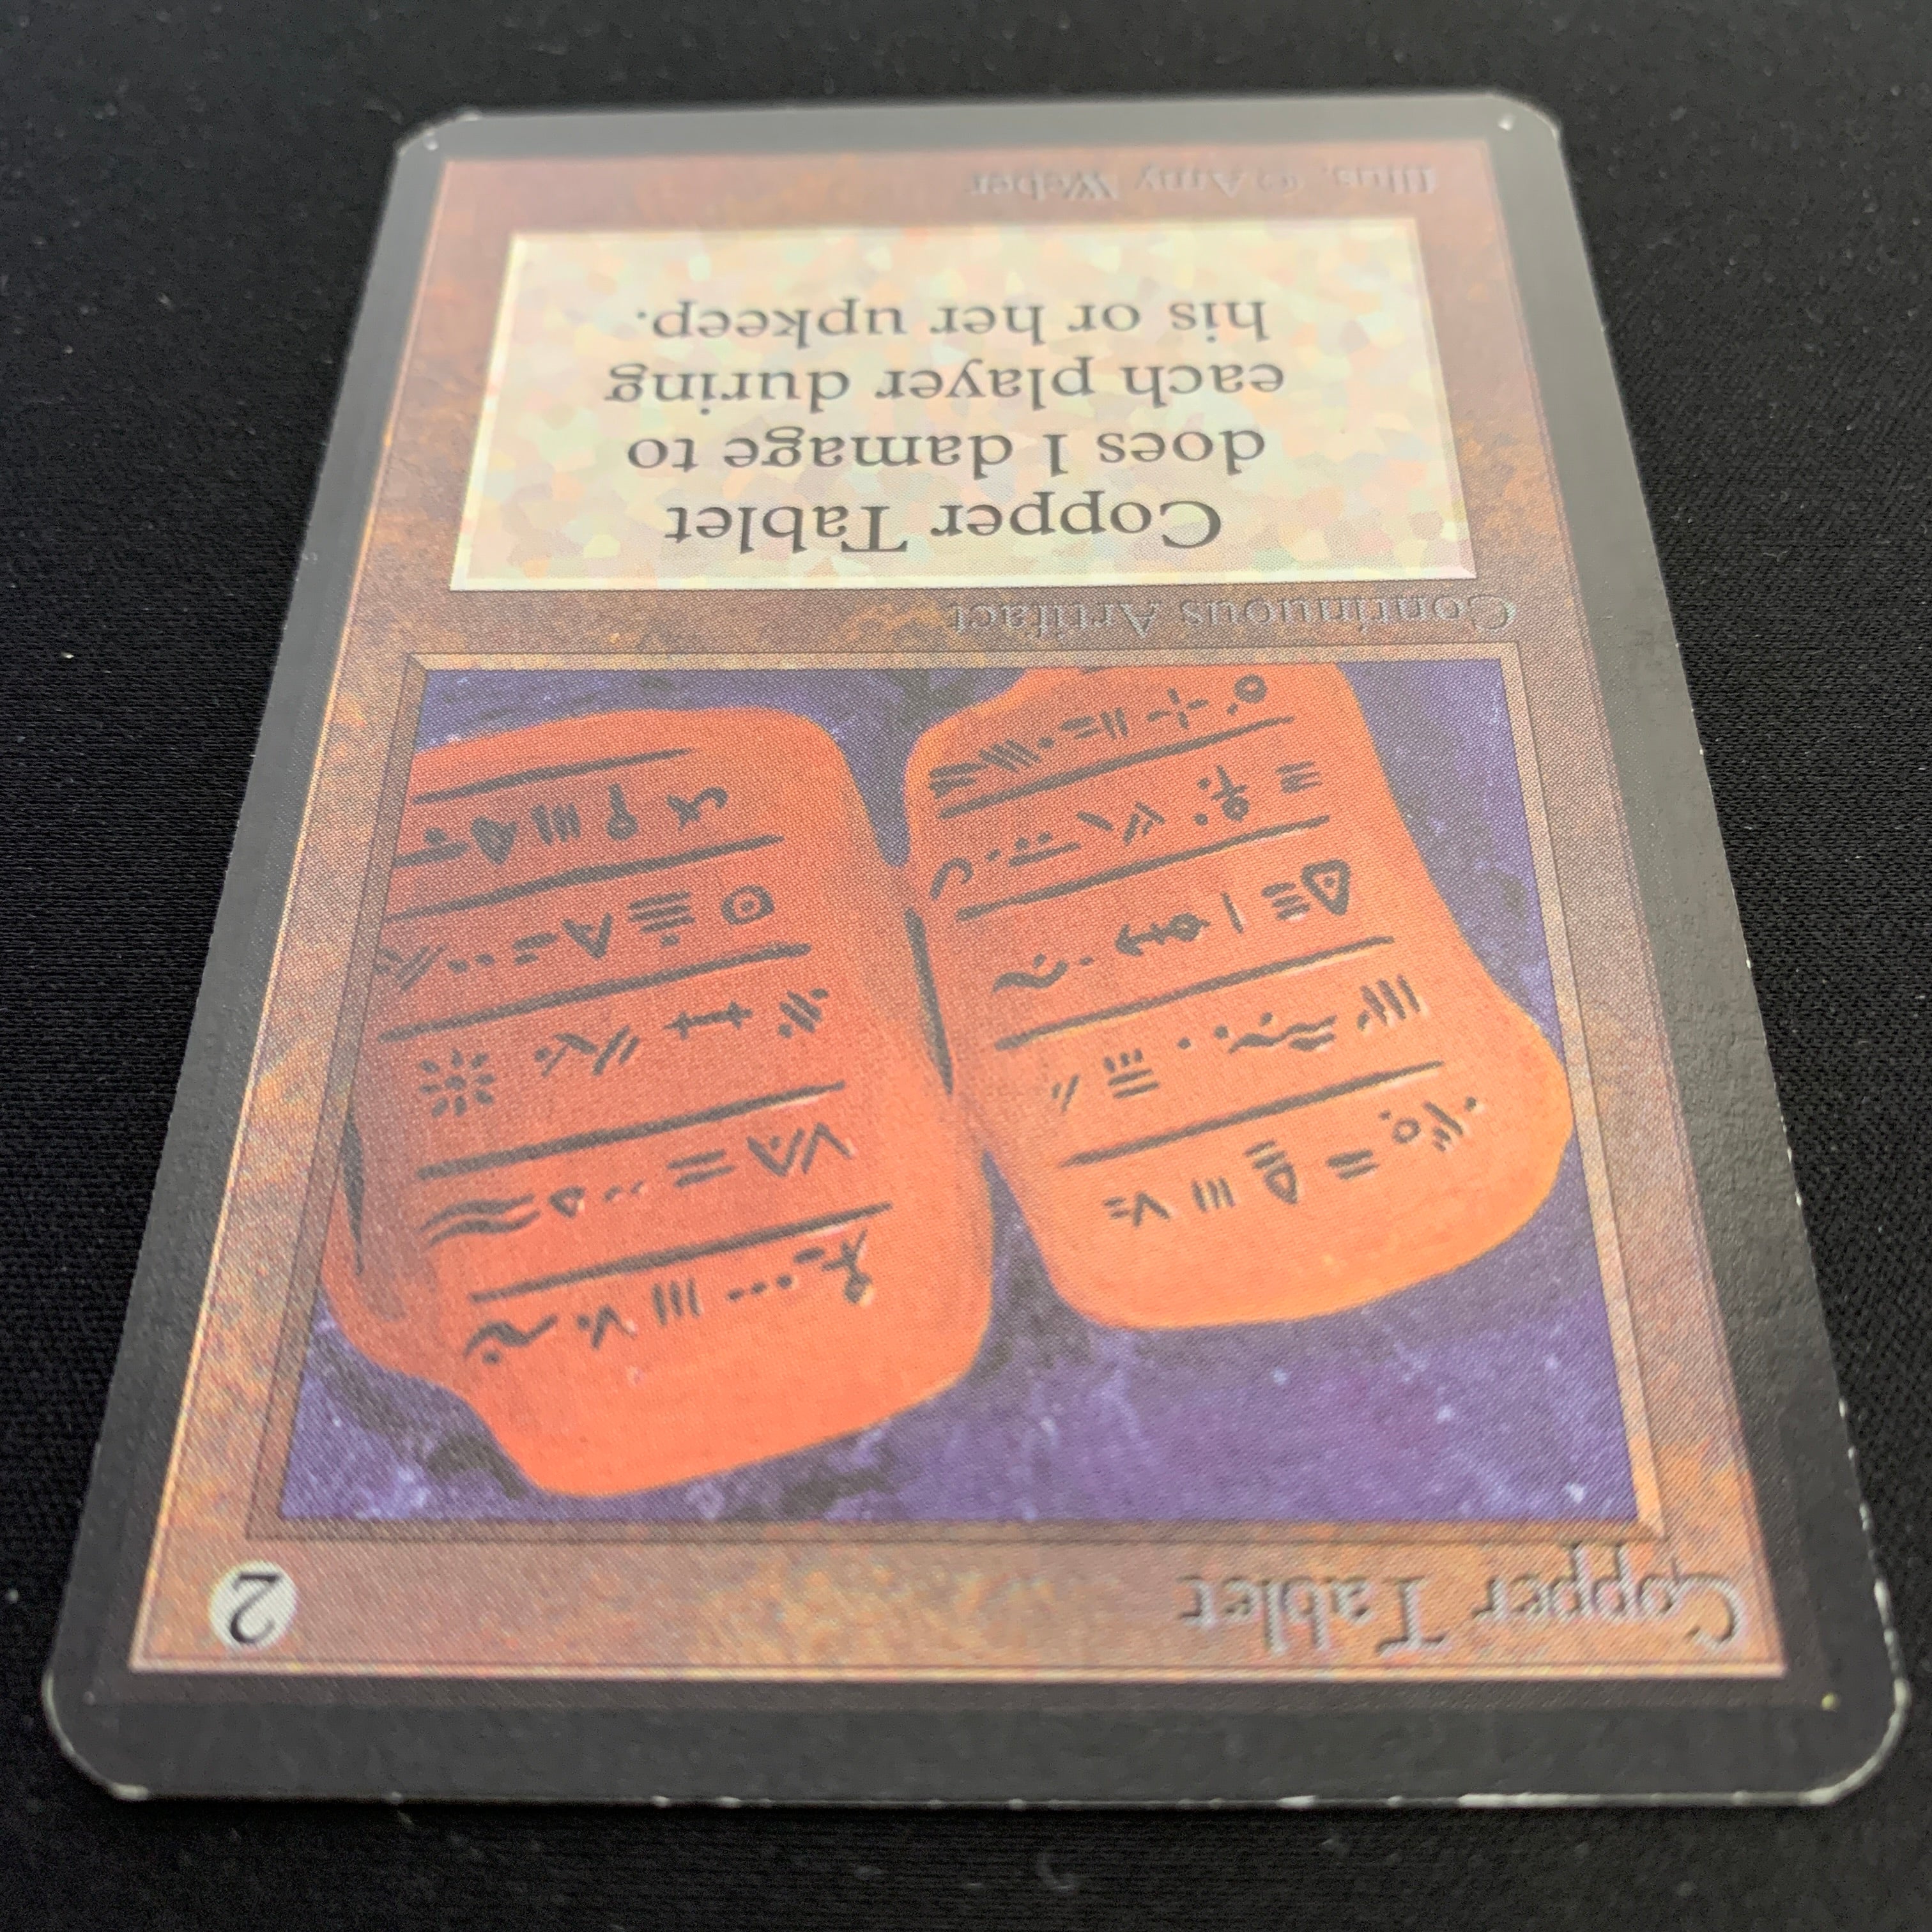 Copper Tablet
2
Continuous Artifact
Copper Tablet
does 1 damage to
each player during
his or her upkeep.
Illus. © Amy Weber